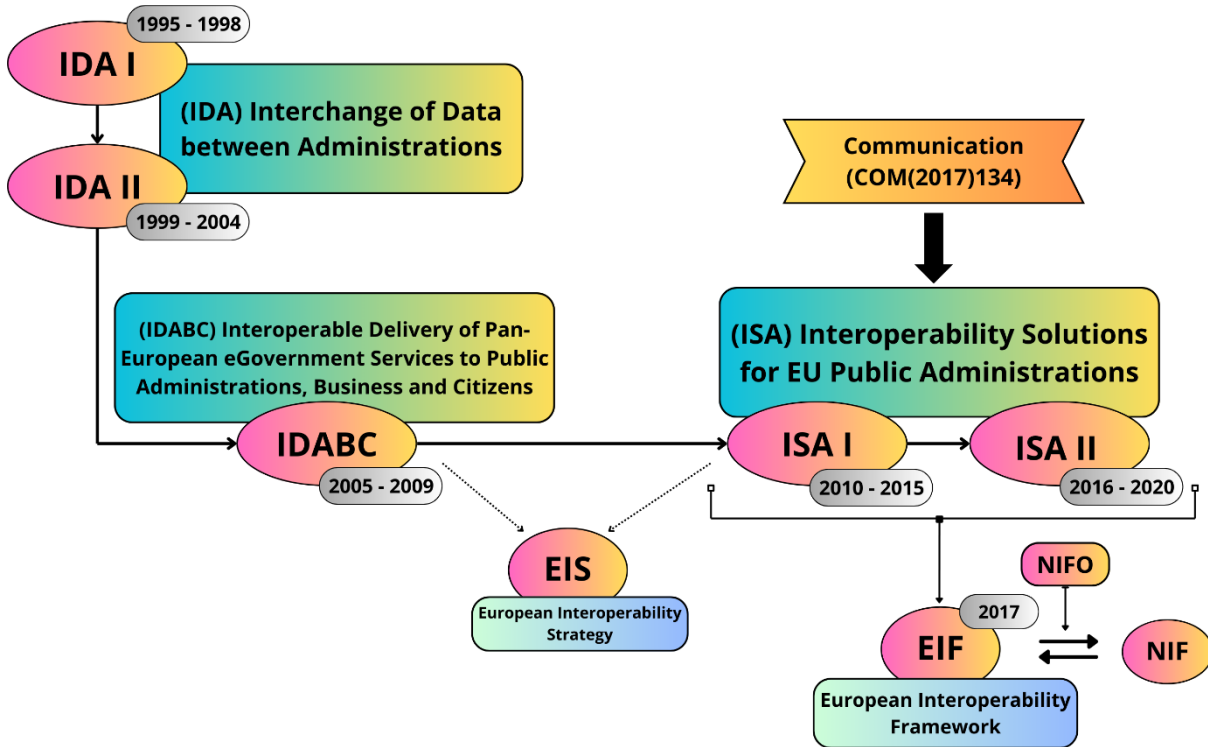 1995 - 1998
IDA I
(IDA) Interchange of Data
between Administrations
IDA II
1999 - 2004
Communication
(COM(2017)134)
(IDABC) Interoperable Delivery of Pan-
European eGovernment Services to Public
Administrations, Business and Citizens
IDABC
2005 - 2009
(ISA) Interoperability Solutions
for EU Public Administrations
ISA I
2010 - 2015
ISA II
2016 - 2020
EIS
European Interoperability
Strategy
NIFO
2017
EIF
NIF
European Interoperability
Framework